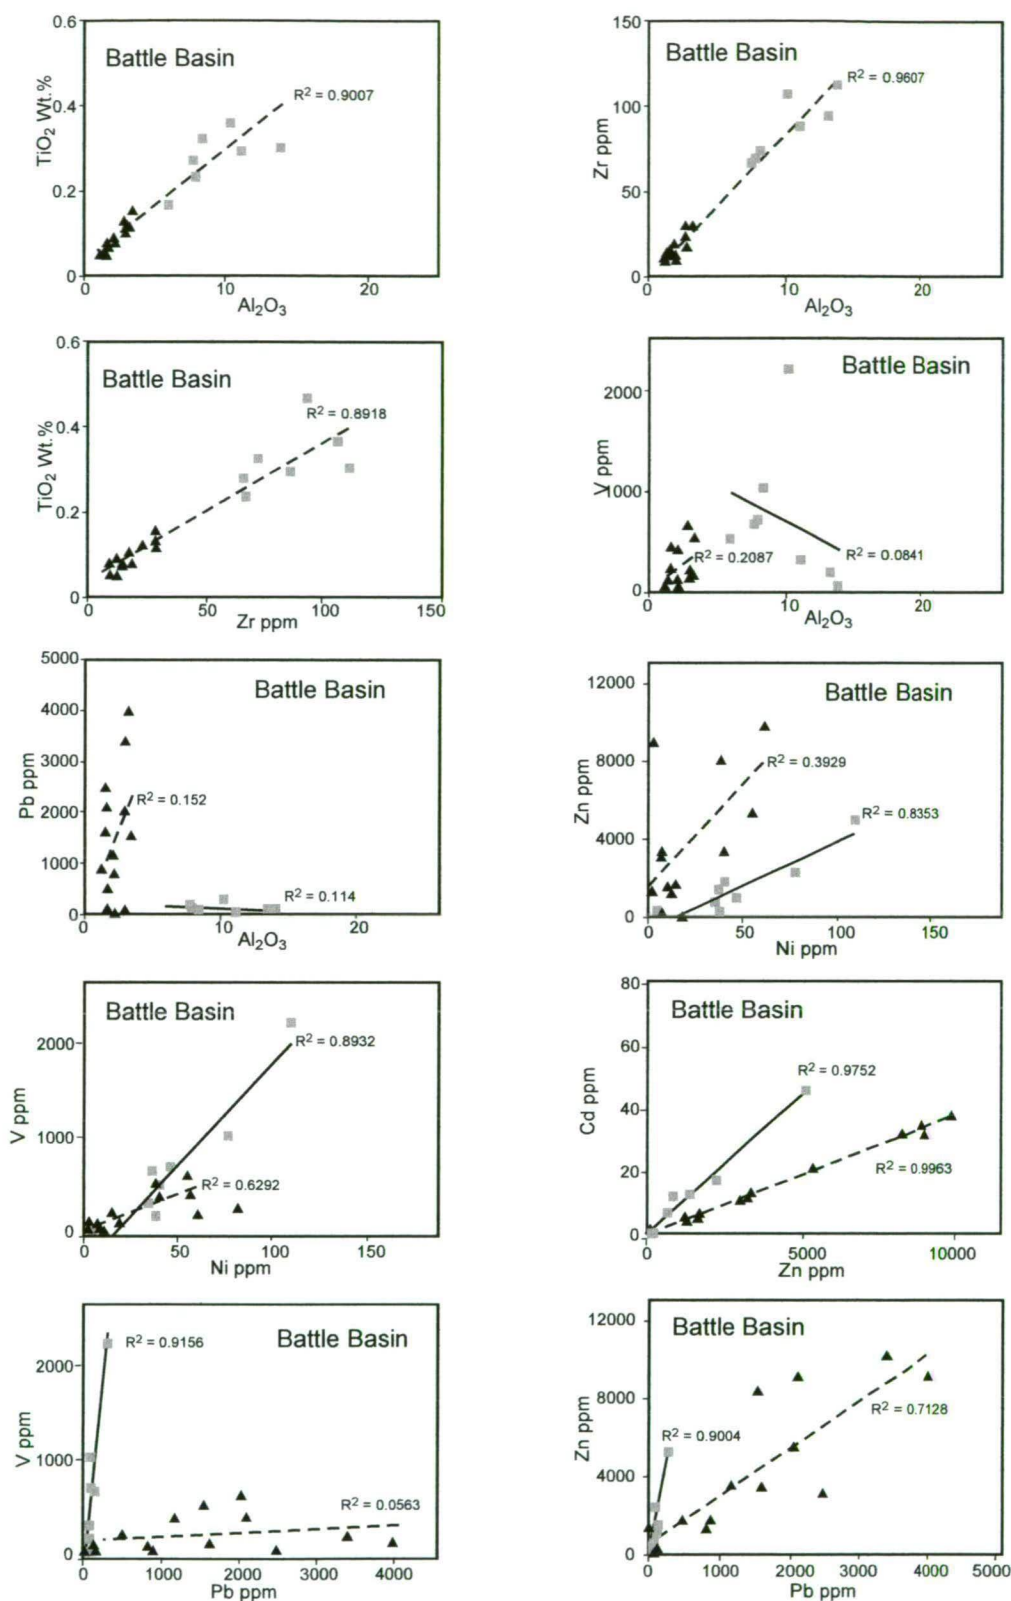 0.6
Battle Basin
R² = 0.9007
0.4
0.2
0
TiO₂ Wt.%
0
10
20
Al₂O₃
150
Battle Basin
R² = 0.9607
100
50
0
Zr ppm
0
10
20
Al₂O₃
0.6
Battle Basin
R² = 0.8918
0.4
0.2
0
TiO₂ Wt.%
0
50
100
150
Zr ppm
Battle Basin
2000
1000
0
V ppm
R² = 0.2087
R² = 0.0841
0
10
20
Al₂O₃
5000
Battle Basin
4000
3000
2000
1000
0
Pb ppm
R² = 0.152
R² = 0.114
0
10
20
Al₂O₃
12000
Battle Basin
8000
4000
0
Zn ppm
R² = 0.3929
R² = 0.8353
0
50
100
150
Ni ppm
Battle Basin
2000
1000
0
V ppm
R² = 0.8932
R² = 0.6292
0
50
100
150
Ni ppm
80
Battle Basin
60
40
20
0
Cd ppm
R² = 0.9752
R² = 0.9963
0
5000
10000
Zn ppm
R² = 0.9156
Battle Basin
2000
1000
0
V ppm
R² = 0.0563
0
1000
2000
3000
4000
Pb ppm
12000
Battle Basin
8000
4000
0
Zn ppm
R² = 0.9004
R² = 0.7128
0
1000
2000
3000
4000
5000
Pb ppm